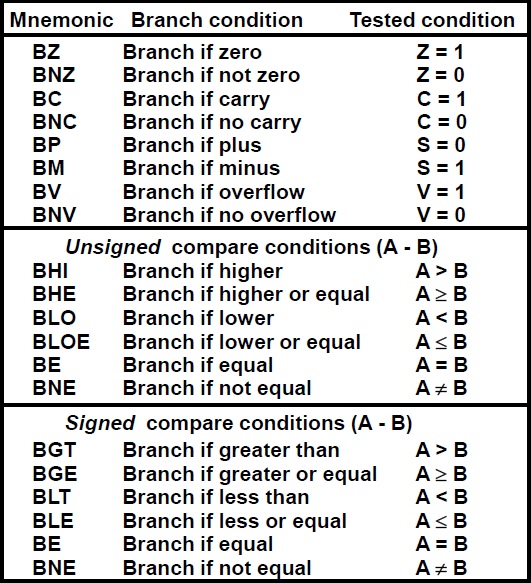 Mnemonic Branch condition Tested condition
BZ Branch if zero Z = 1
BNZ Branch if not zero Z = 0
BC Branch if carry C = 1
BNC Branch if no carry C = 0
BP Branch if plus S = 0
BM Branch if minus S = 1
BV Branch if overflow V = 1
BNV Branch if no overflow V = 0
Unsigned compare conditions (A - B)
BHI Branch if higher A > B
BHE Branch if higher or equal A ≥ B
BLO Branch if lower A < B
BLOE Branch if lower or equal A ≤ B
BE Branch if equal A = B
BNE Branch if not equal A ≠ B
Signed compare conditions (A - B)
BGT Branch if greater than A > B
BGE Branch if greater or equal A ≥ B
BLT Branch if less than A < B
BLE Branch if less or equal A ≤ B
BE Branch if equal A = B
BNE Branch if not equal A ≠ B